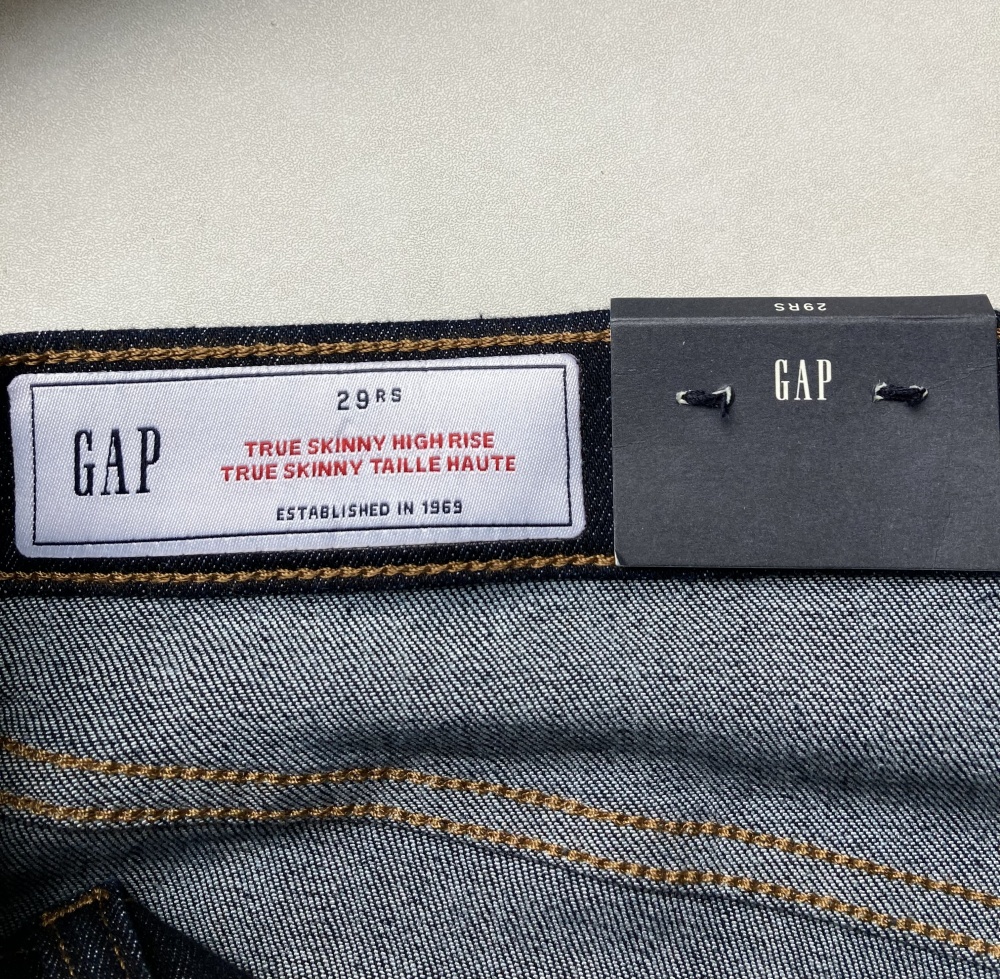 29RS
GAP
TRUE SKINNY HIGH RISE
TRUE SKINNY TAILLE HAUTE
ESTABLISHED IN 1969
29RS
GAP